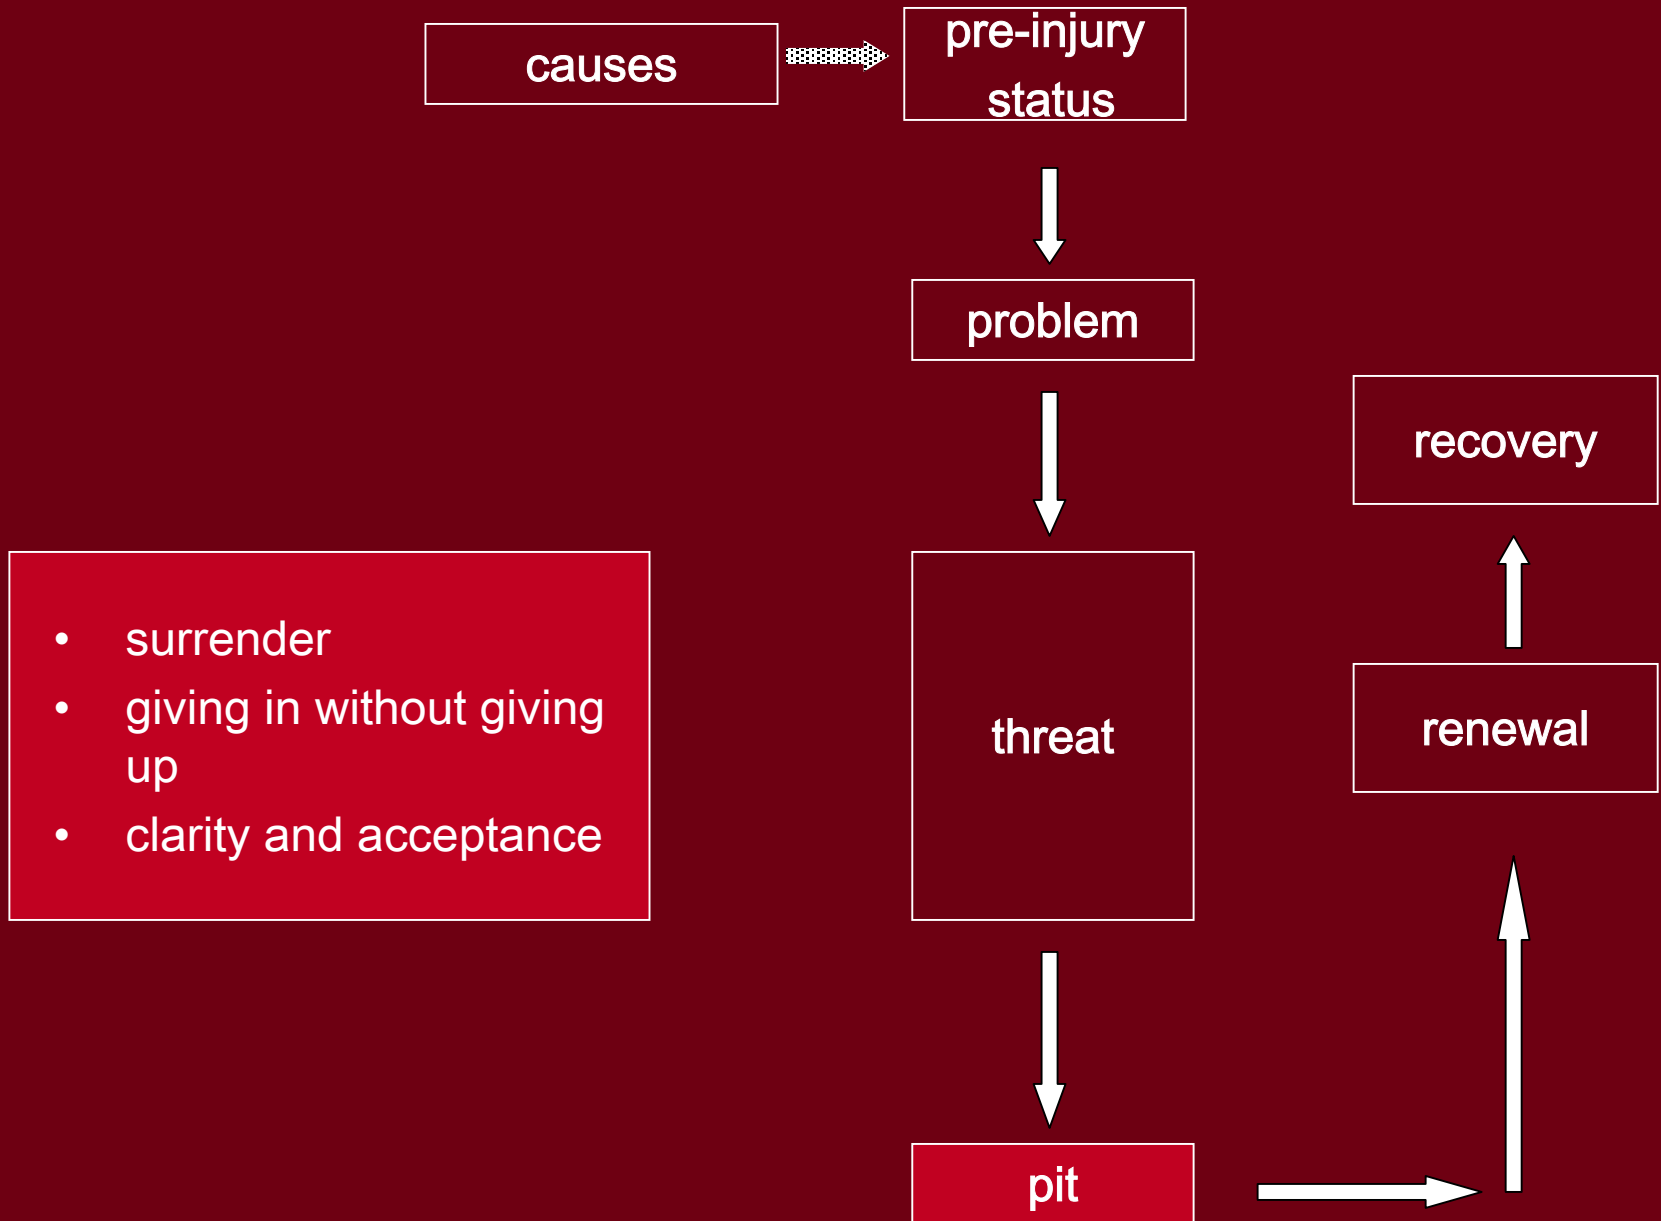 causes
pre-injury
status
problem
recovery
• surrender
• giving in without giving
up
• clarity and acceptance
threat
renewal
pit